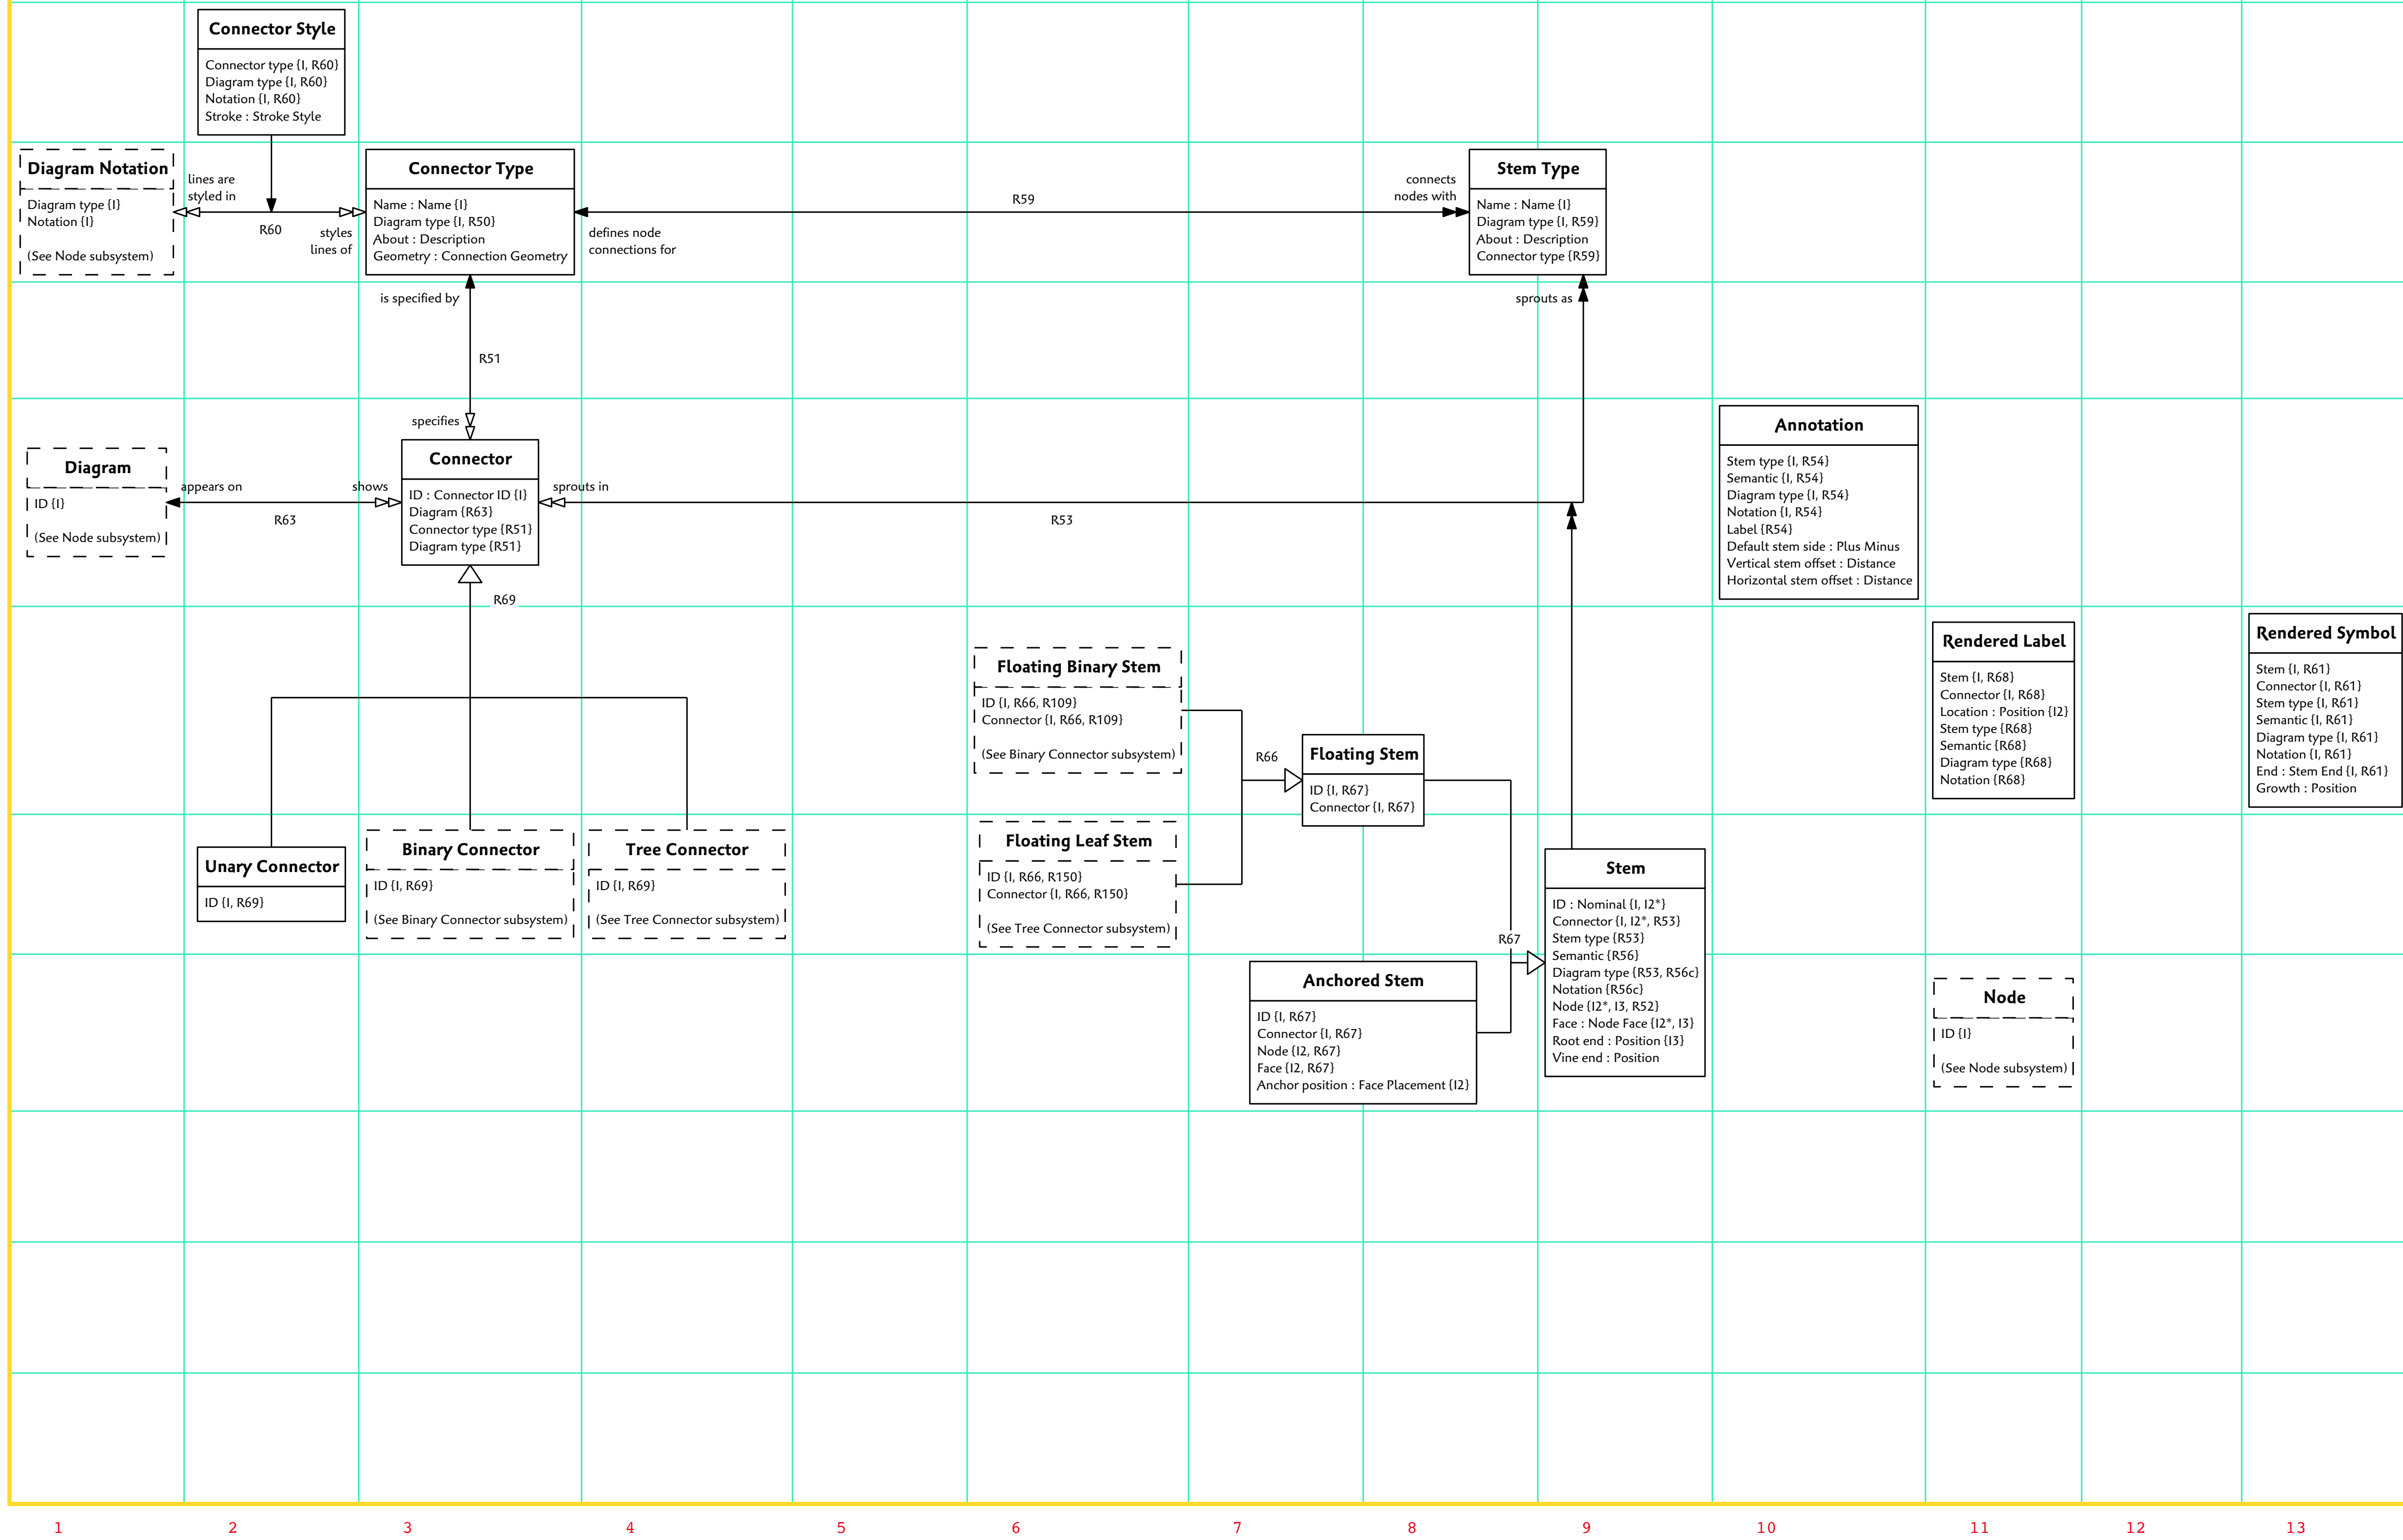 Connector Style
Connector type {I, R60}
Diagram type {I, R60}
Notation {I, R60}
Stroke : Stroke Style
Diagram Notation
Diagram type {I}
Notation {I}
(See Node subsystem)
lines are
styled in
R60
styles
lines of
Connector Type
Name : Name {I}
Diagram type {I, R50}
About : Description
Geometry : Connection Geometry
defines node
connections for
R59
connects
nodes with
Stem Type
Name : Name {I}
Diagram type {I, R59}
About : Description
Connector type {R59}
is specified by
R51
specifies
sprouts as
Diagram
ID {I}
(See Node subsystem)
appears on
R63
shows
Connector
ID : Connector ID {I}
Diagram {R63}
Connector type {R51}
Diagram type {R51}
sprouts in
R53
Annotation
Stem type {I, R54}
Semantic {I, R54}
Diagram type {I, R54}
Notation {I, R54}
Label {R54}
Default stem side : Plus Minus
Vertical stem offset : Distance
Horizontal stem offset : Distance
R69
Floating Binary Stem
ID {I, R66, R109}
Connector {I, R66, R109}
(See Binary Connector subsystem)
R66
Floating Stem
ID {I, R67}
Connector {I, R67}
Rendered Label
Stem {I, R68}
Connector {I, R68}
Location : Position {I2}
Stem type {R68}
Semantic {R68}
Diagram type {R68}
Notation {R68}
Rendered Symbol
Stem {I, R61}
Connector {I, R61}
Stem type {I, R61}
Semantic {I, R61}
Diagram type {I, R61}
Notation {I, R61}
End : Stem End {I, R61}
Growth : Position
Unary Connector
ID {I, R69}
Binary Connector
ID {I, R69}
(See Binary Connector subsystem)
Tree Connector
ID {I, R69}
(See Tree Connector subsystem)
Floating Leaf Stem
ID {I, R66, R150}
Connector {I, R66, R150}
(See Tree Connector subsystem)
R67
Stem
ID : Nominal {I, I2*}
Connector {I, I2*, R53}
Stem type {R53}
Semantic {R56}
Diagram type {R53, R56c}
Notation {R56c}
Node {I2*, I3, R52}
Face : Node Face {I2*, I3}
Root end : Position {I3}
Vine end : Position
Anchored Stem
ID {I, R67}
Connector {I, R67}
Node {I2, R67}
Face {I2, R67}
Anchor position : Face Placement {I2}
Node
ID {I}
(See Node subsystem)
1 2 3 4 5 6 7 8 9 10 11 12 13